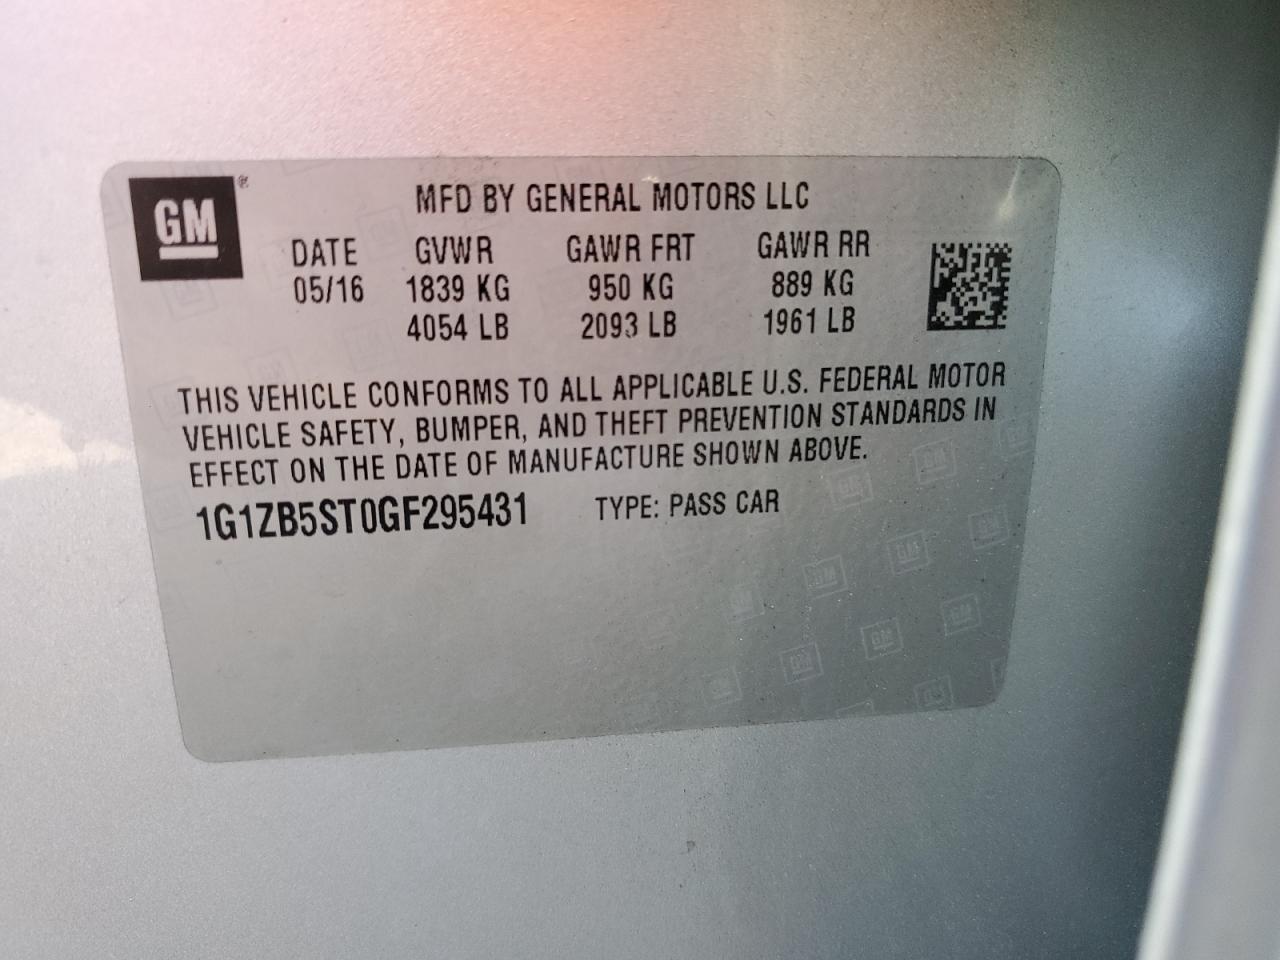 GM®
MFD BY GENERAL MOTORS LLC
DATE GVWR GAWR FRT GAWR RR
05/16 1839 KG 950 KG 889 KG
4054 LB 2093 LB 1961 LB
THIS VEHICLE CONFORMS TO ALL APPLICABLE U.S. FEDERAL MOTOR
VEHICLE SAFETY, BUMPER, AND THEFT PREVENTION STANDARDS IN
EFFECT ON THE DATE OF MANUFACTURE SHOWN ABOVE.
1G1ZB5ST0GF295431 TYPE: PASS CAR